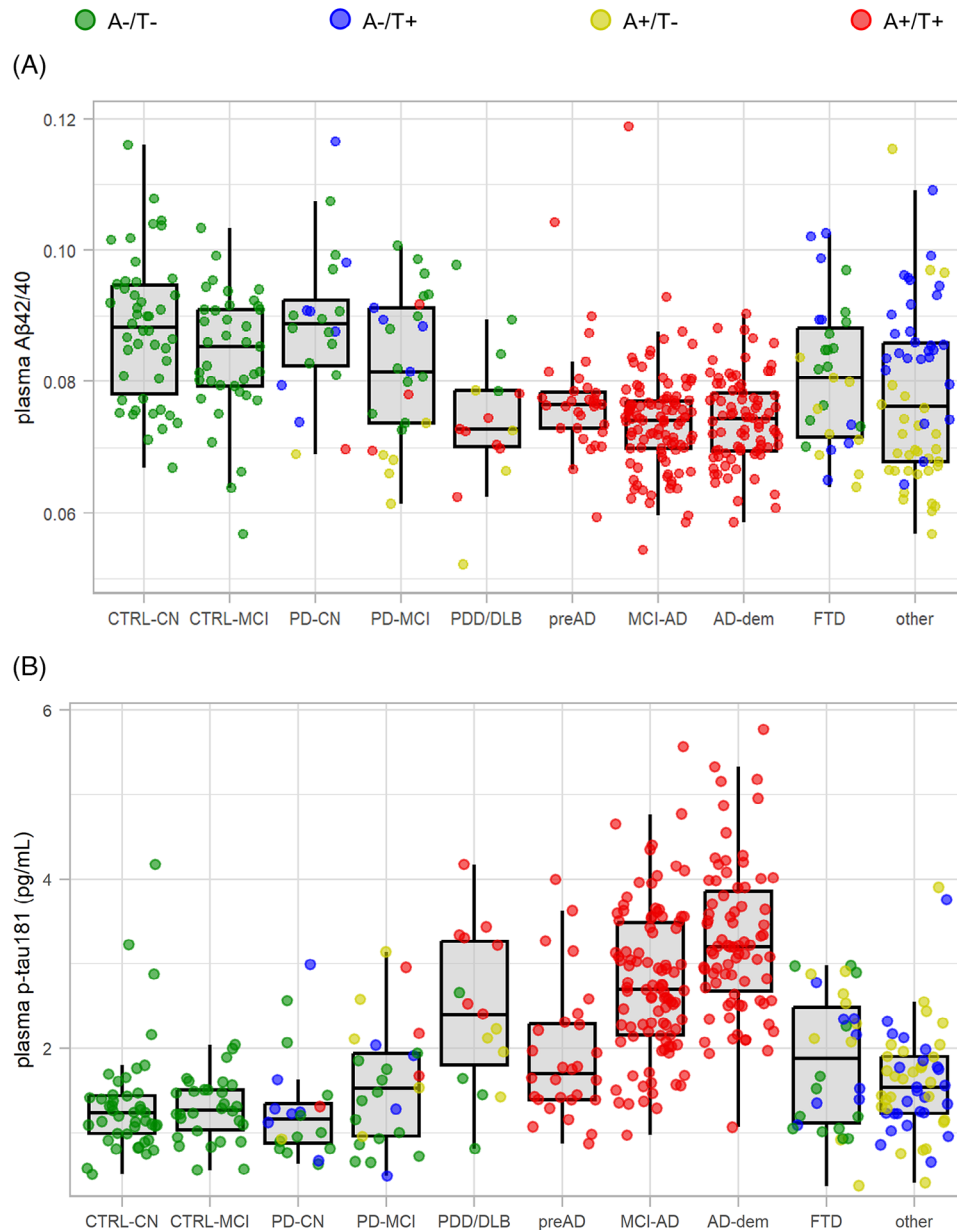 A-/T- A-/T+ A+/T- A+/T+
(A)
0.12
0.10
0.08
0.06
plasma Aβ42/40
CTRL-CN CTRL-MCI PD-CN PD-MCI PDD/DLB preAD MCI-AD AD-dem FTD other
(B)
6
4
2
plasma p-tau181 (pg/mL)
CTRL-CN CTRL-MCI PD-CN PD-MCI PDD/DLB preAD MCI-AD AD-dem FTD other